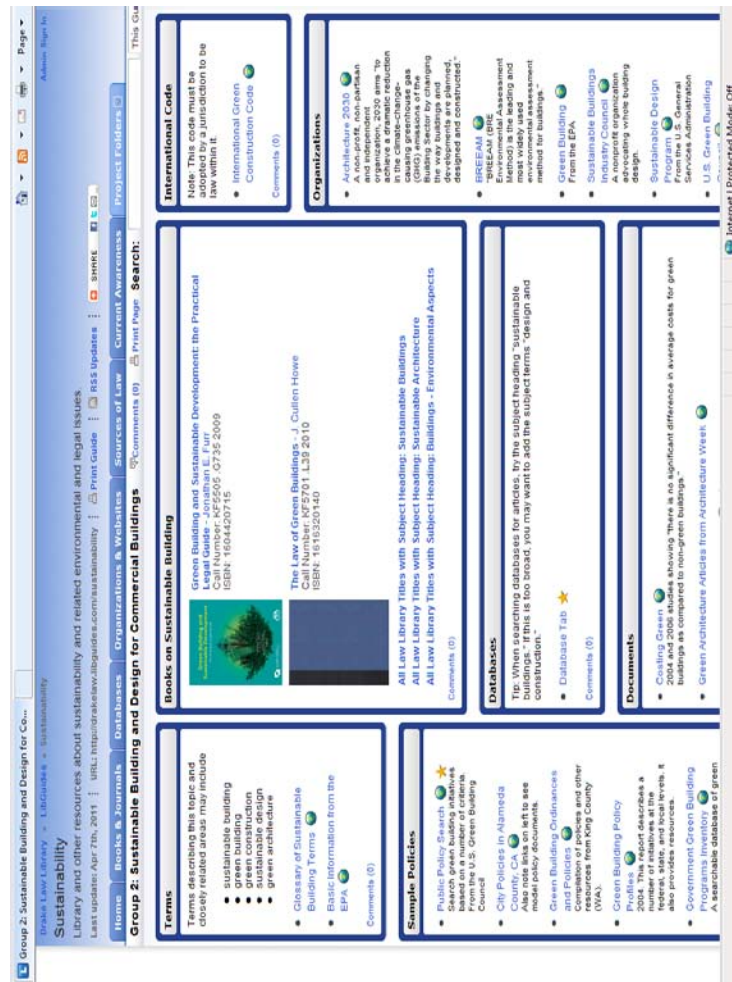 Group 2: Sustainable Building and Design for Co...
Page
Drake Law Library » LibGuides » Sustainability
Admin Sign In
Sustainability
Library and other resources about sustainability and related environmental and legal issues.
Last update: Apr 7th, 2011 URL: http://drakelaw.libguides.com/sustainability Print Guide RSS Updates SHARE
Home Books & Journals Databases Organizations & Websites Sources of Law Current Awareness Project Folders
Group 2: Sustainable Building and Design for Commercial Buildings Comments (0) Print Page Search: This Gui
Terms
Terms describing this topic and
closely related areas may include
• sustainable building
• green building
• green construction
• sustainable design
• green architecture
• Glossary of Sustainable
Building Terms
• Basic Information from the
EPA
Comments (0)
Sample Policies
• Public Policy Search
Search green building initiatives
based on a number of criteria.
From the U.S. Green Building
Council
• City Policies in Alameda
County, CA
Also note links on left to see
model policy documents.
• Green Building Ordinances
and Policies
Compilation of policies and other
resources from King County
(WA).
• Green Building Policy
Profiles
2004. This report describes a
number of initiatives at the
federal, state, and local levels. It
also provides resources.
• Government Green Building
Programs Inventory
A searchable database of green
Books on Sustainable Building
Green Building and
Sustainable Development
Green Building and Sustainable Development: the Practical
Legal Guide - Jonathan E. Furr
Call Number: KF5505 .G735 2009
ISBN: 1604420715
The Law of Green Buildings - J. Cullen Howe
Call Number: KF5701 .L39 2010
ISBN: 1616320140
All Law Library Titles with Subject Heading: Sustainable Buildings
All Law Library Titles with Subject Heading: Sustainable Architecture
All Law Library Titles with Subject Heading: Buildings - Environmental Aspects
Comments (0)
Databases
Tip: When searching databases for articles, try the subject heading "sustainable
buildings." If this is too broad, you may want to add the subject terms "design and
construction."
• Database Tab
Comments (0)
Documents
• Costing Green
2004 and 2006 studies showing "there is no significant difference in average costs for green
buildings as compared to non-green buildings."
• Green Architecture Articles from Architecture Week
International Code
Note: This code must be
adopted by a jurisdiction to be
law within it.
• International Green
Construction Code
Comments (0)
Organizations
• Architecture 2030
A non-profit, non-partisan
and independent
organization, 2030 aims "to
achieve a dramatic reduction
in the climate-change-
causing greenhouse gas
(GHG) emissions of the
Building Sector by changing
the way buildings and
developments are planned,
designed and constructed."
• BREEAM
"BREEAM (BRE
Environmental Assessment
Method) is the leading and
most widely used
environmental assessment
method for buildings."
• Green Building
From the EPA
• Sustainable Buildings
Industry Council
A nonprofit organization
advocating whole building
design.
• Sustainable Design
Program
From the U.S. General
Services Administration
• U.S. Green Building
Internet | Protected Mode: Off